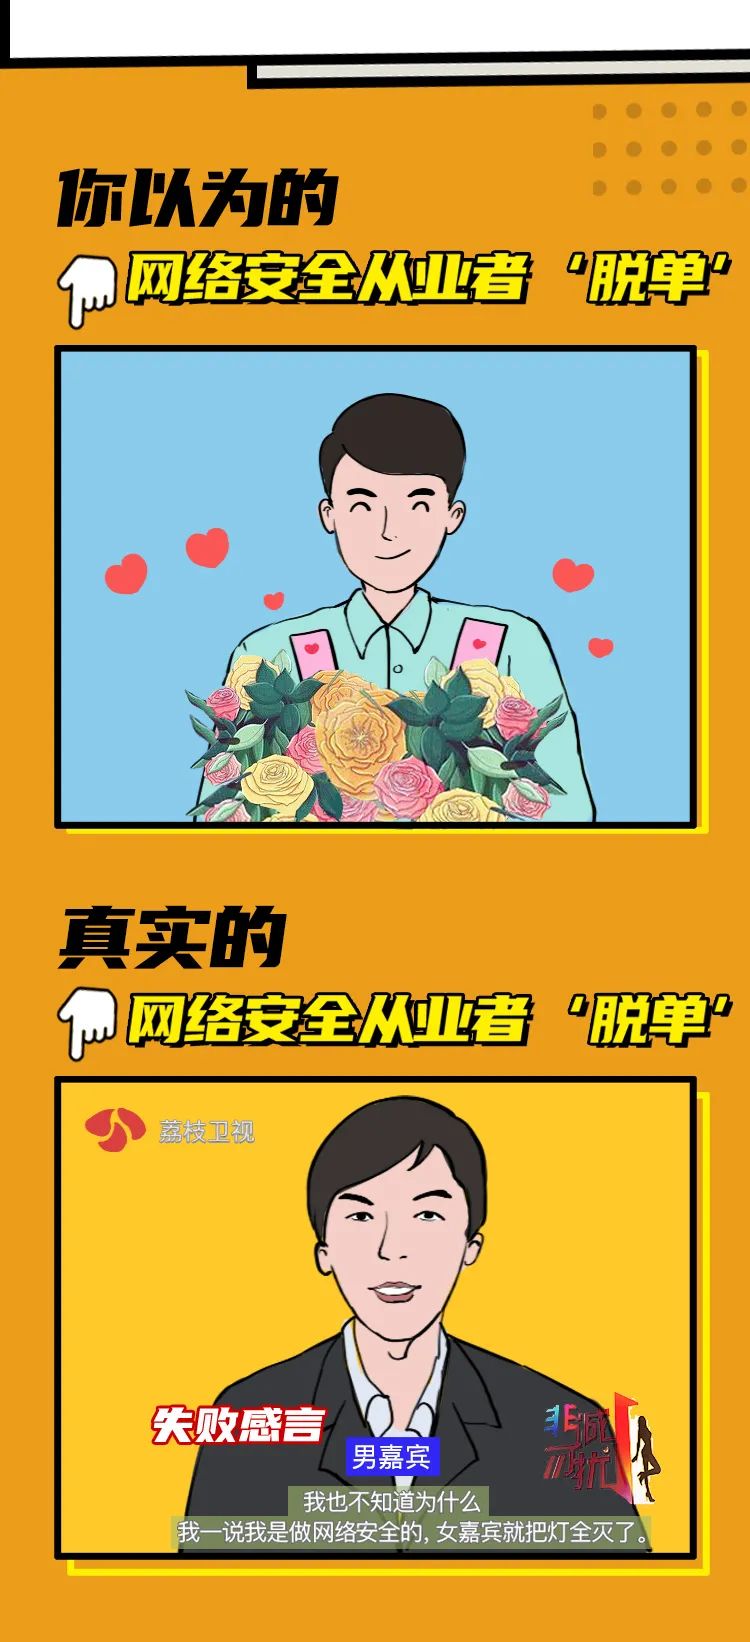 你以为的
网络安全从业者‘脱单’
真实的
网络安全从业者‘脱单’
荔枝卫视
失败感言
男嘉宾
非减
勿扰
我也不知道为什么
我一说我是做网络安全的，女嘉宾就把灯全灭了。